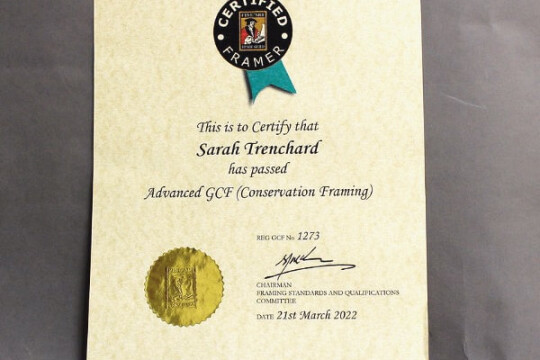 CERTIFIED
FRAMER
This is to Certify that
Sarah Trenchard
has passed
Advanced GCF (Conservation Framing)
REG GCF No 1273
CHAIRMAN
FRAMING STANDARDS AND QUALIFICATIONS
COMMITTEE
DATE 21st March 2022